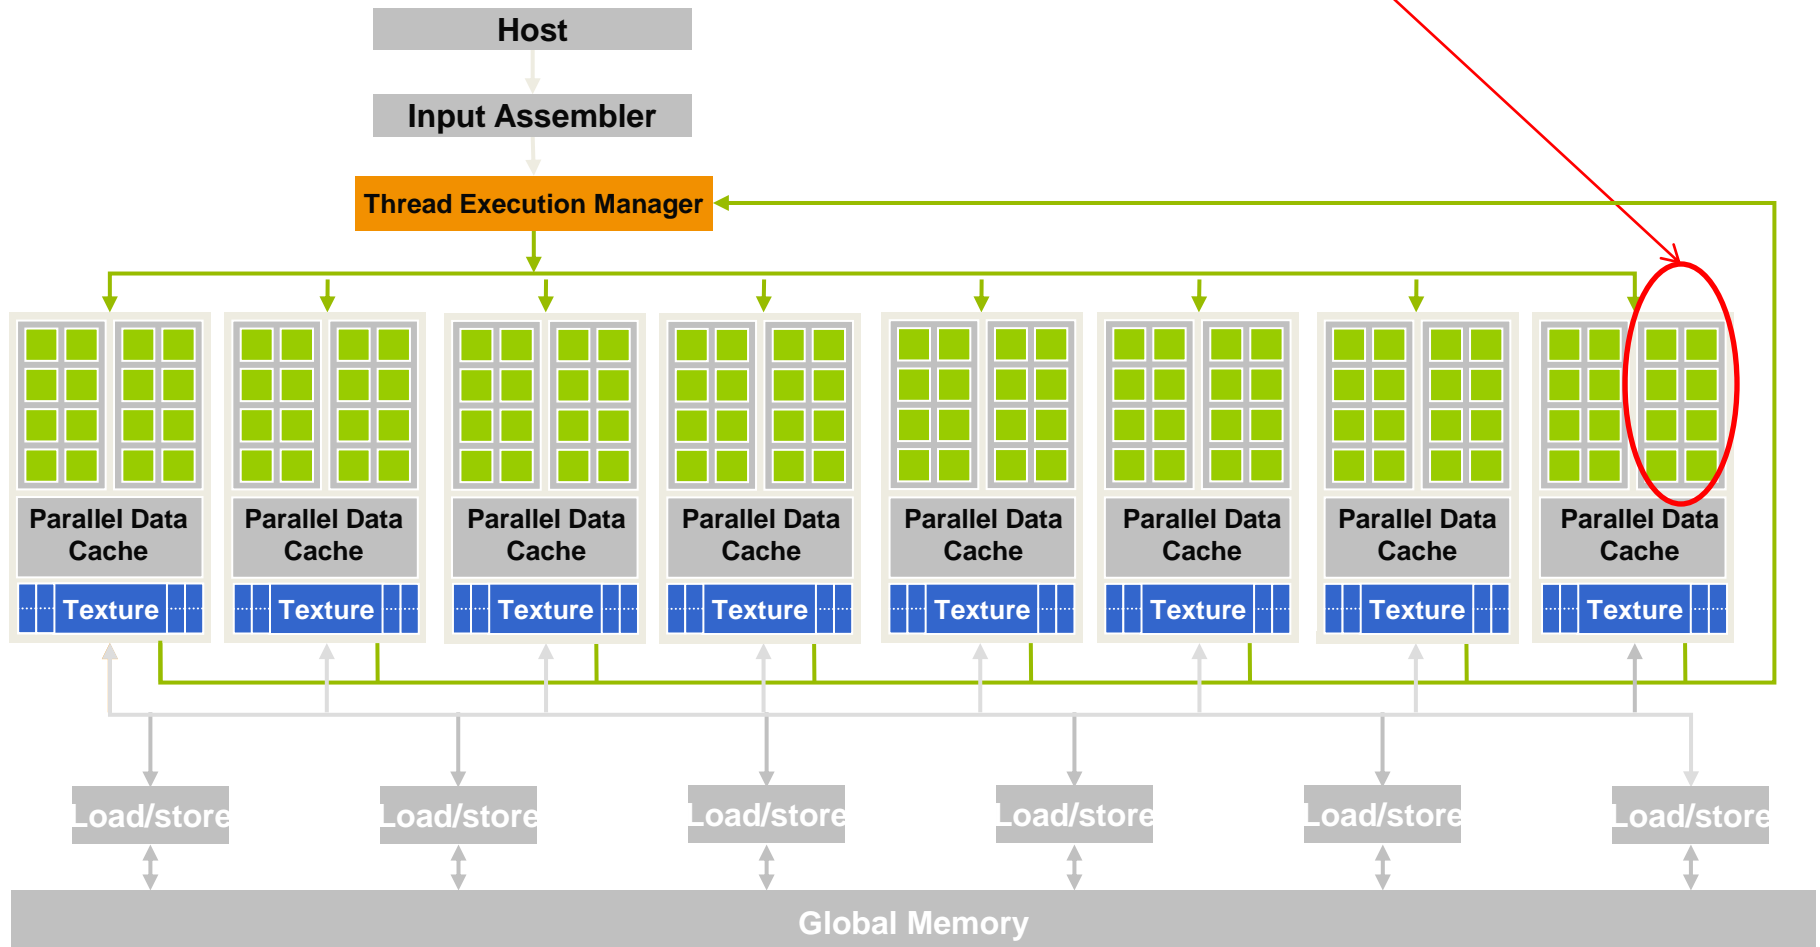 Host
Input Assembler
Thread Execution Manager
Parallel Data
Cache
Parallel Data
Cache
Parallel Data
Cache
Parallel Data
Cache
Parallel Data
Cache
Parallel Data
Cache
Parallel Data
Cache
Parallel Data
Cache
Texture
Texture
Texture
Texture
Texture
Texture
Texture
Texture
Load/store
Load/store
Load/store
Load/store
Load/store
Load/store
Global Memory